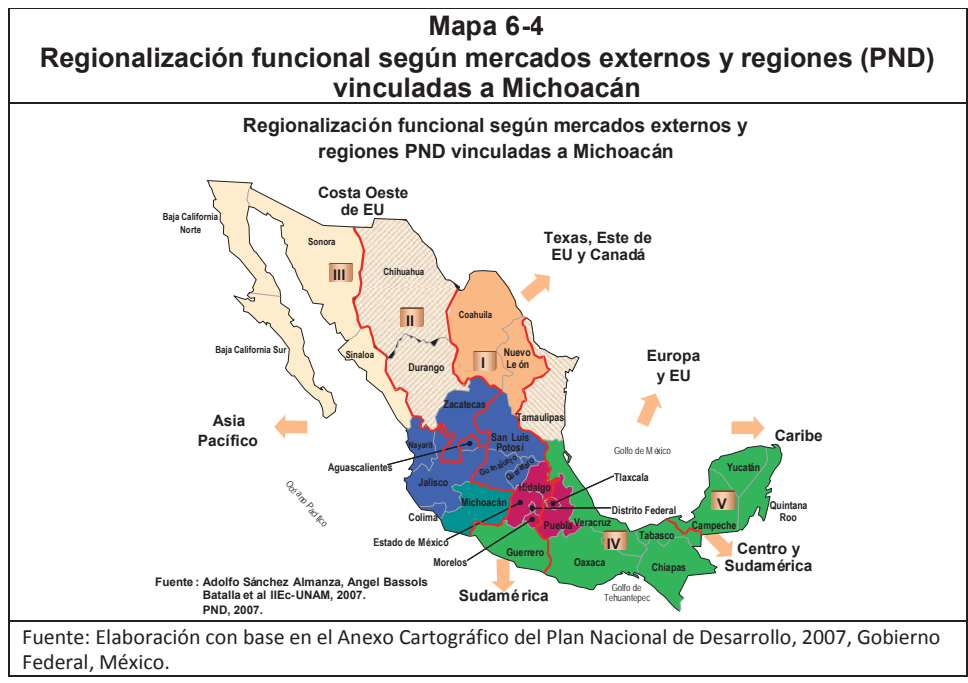 Mapa 6-4
Regionalización funcional según mercados externos y regiones (PND)
vinculadas a Michoacán
Regionalización funcional según mercados externos y
regiones PND vinculadas a Michoacán
Costa Oeste
de EU
Baja California
Norte
Sonora
Texas, Este de
EU y Canadá
Chihuahua
III
II
Coahuila
Baja California Sur
Sinaloa
Durango
I
Nuevo
Le ón
Europa
y EU
Zacatecas
Tamaulipas
Asia
Pacífico
Caribe
Nayarit
San Luis
Potosí
Golfo de México
Yucatán
Aguascalientes
Guanajuato
Querétaro
Jalisco
Hidalgo
Tlaxcala
Océano Pacífico
Michoacán
V
Quintana
Roo
Colima
Distrito Federal
Puebla
Veracruz
Campeche
Estado de México
IV
Tabasco
Morelos
Guerrero
Oaxaca
Chiapas
Centro y
Sudamérica
Fuente : Adolfo Sánchez Almanza, Angel Bassols
Batalla et al IIEc-UNAM, 2007.
PND, 2007.
Sudamérica
Golfo de
Tehuantepec
Fuente: Elaboración con base en el Anexo Cartográfico del Plan Nacional de Desarrollo, 2007, Gobierno
Federal, México.